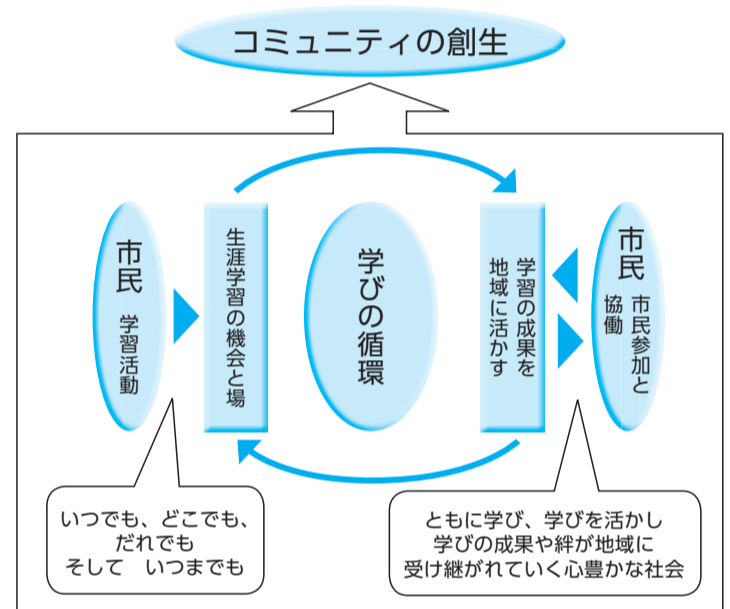 コミュニティの創生
市民 学習活動
生涯学習の機会と場
学びの循環
学習の成果を
地域に活かす
市民 市民参加と
協働
いつでも、どこでも、
だれでも
そして　いつまでも
ともに学び、学びを活かし
学びの成果や絆が地域に
受け継がれていく心豊かな社会